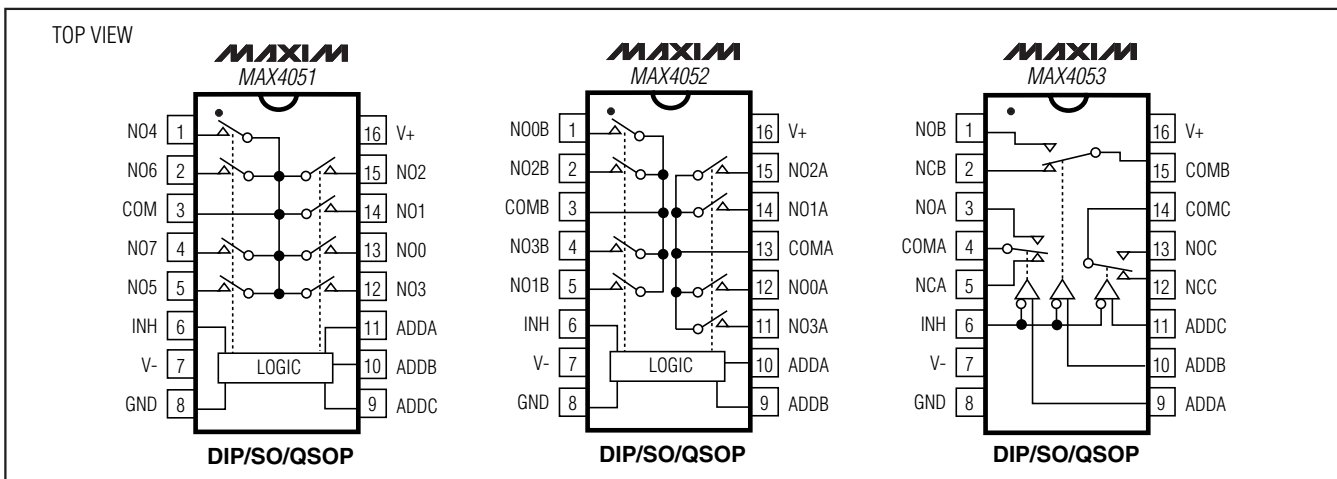 TOP VIEW
MAXIM
MAX4051
NO4 1 16 V+
NO6 2 15 NO2
COM 3 14 NO1
NO7 4 13 NO0
NO5 5 12 NO3
INH 6 11 ADDA
V- 7 LOGIC 10 ADDB
GND 8 9 ADDC
DIP/SO/QSOP
MAXIM
MAX4052
NO0B 1 16 V+
NO2B 2 15 NO2A
COMB 3 14 NO1A
NO3B 4 13 COMA
NO1B 5 12 NO0A
INH 6 11 NO3A
V- 7 LOGIC 10 ADDA
GND 8 9 ADDB
DIP/SO/QSOP
MAXIM
MAX4053
NOB 1 16 V+
NCB 2 15 COMB
NOA 3 14 COMC
COMA 4 13 NOC
NCA 5 12 NCC
INH 6 11 ADDC
V- 7 10 ADDB
GND 8 9 ADDA
DIP/SO/QSOP